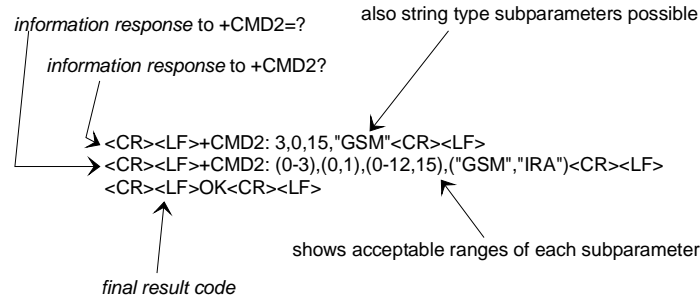 also string type subparameters possible
information response to +CMD2=?
information response to +CMD2?
<CR><LF>+CMD2: 3,0,15,"GSM"<CR><LF>
<CR><LF>+CMD2: (0-3),(0,1),(0-12,15),("GSM","IRA")<CR><LF>
<CR><LF>OK<CR><LF>
shows acceptable ranges of each subparameter
final result code